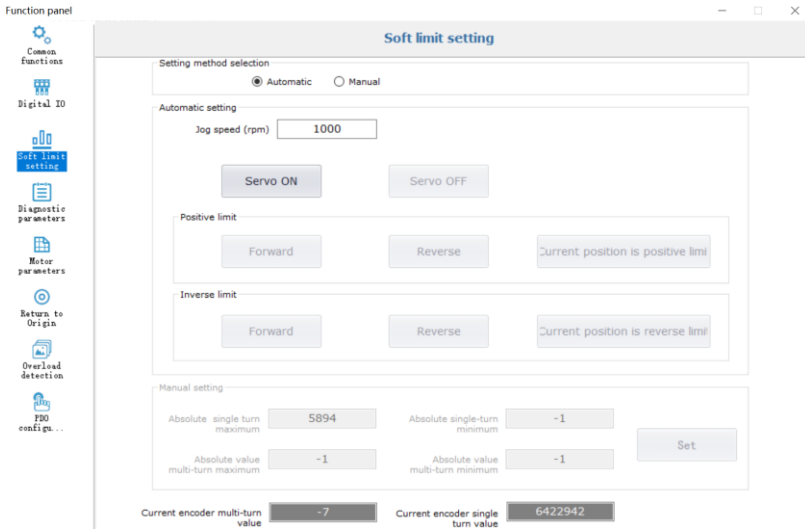 Function panel
Soft limit setting
Common
functions
Digital IO
Soft limit
setting
Diagnostic
parameters
Motor
parameters
Return to
Origin
Overload
detection
PDO
configu...
Setting method selection
Automatic Manual
Automatic setting
Jog speed (rpm) 1000
Servo ON Servo OFF
Positive limit
Forward Reverse Current position is positive limi
Inverse limit
Forward Reverse Current position is reverse limit
Manual setting
Absolute single turn
maximum
5894
Absolute single-turn
minimum
-1
Absolute value
multi-turn maximum
-1
Absolute value
multi-turn minimum
-1
Set
Current encoder multi-turn
value
-7
Current encoder single
turn value
6422942